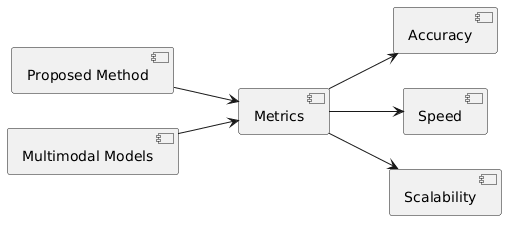 Proposed Method
Multimodal Models
Metrics
Accuracy
Speed
Scalability